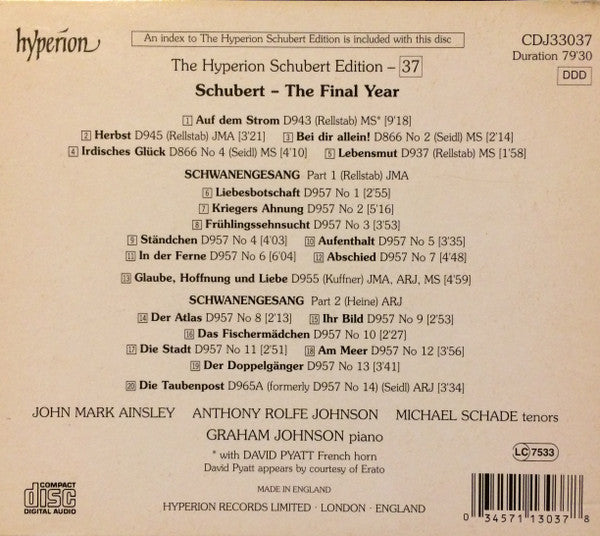 hyperion
An index to The Hyperion Schubert Edition is included with this disc
CDJ33037
Duration 79'30
DDD
The Hyperion Schubert Edition – 37
Schubert – The Final Year
1 Auf dem Strom D943 (Rellstab) MS* [9'18]
2 Herbst D945 (Rellstab) JMA [3'21] 3 Bei dir allein! D866 No 2 (Seidl) MS [2'14]
4 Irdisches Glück D866 No 4 (Seidl) MS [4'10] 5 Lebensmut D937 (Rellstab) MS [1'58]
SCHWANENGESANG Part 1 (Rellstab) JMA
6 Liebesbotschaft D957 No 1 [2'55]
7 Kriegers Ahnung D957 No 2 [5'16]
8 Frühlingssehnsucht D957 No 3 [3'53]
9 Ständchen D957 No 4 [4'03] 10 Aufenthalt D957 No 5 [3'35]
11 In der Ferne D957 No 6 [6'04] 12 Abschied D957 No 7 [4'48]
13 Glaube, Hoffnung und Liebe D955 (Kuffner) JMA, ARJ, MS [4'59]
SCHWANENGESANG Part 2 (Heine) ARJ
14 Der Atlas D957 No 8 [2'13] 15 Ihr Bild D957 No 9 [2'53]
16 Das Fischermädchen D957 No 10 [2'27]
17 Die Stadt D957 No 11 [2'51] 18 Am Meer D957 No 12 [3'56]
19 Der Doppelgänger D957 No 13 [3'41]
20 Die Taubenpost D965A (formerly D957 No 14) (Seidl) ARJ [3'34]
JOHN MARK AINSLEY ANTHONY ROLFE JOHNSON MICHAEL SCHADE tenors
GRAHAM JOHNSON piano
* with DAVID PYATT French horn
David Pyatt appears by courtesy of Erato
LC 7533
COMPACT
disc
DIGITAL AUDIO
MADE IN ENGLAND
HYPERION RECORDS LIMITED · LONDON · ENGLAND
0 34571 13037 8